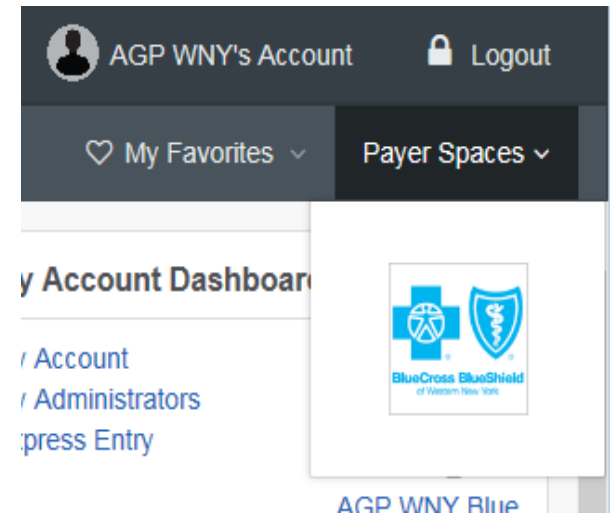 AGP WNY's Account Logout
My Favorites Payer Spaces
y Account Dashboar
Account
Administrators
press Entry
BlueCross BlueShield
of Western New York
AGP WNY Blue